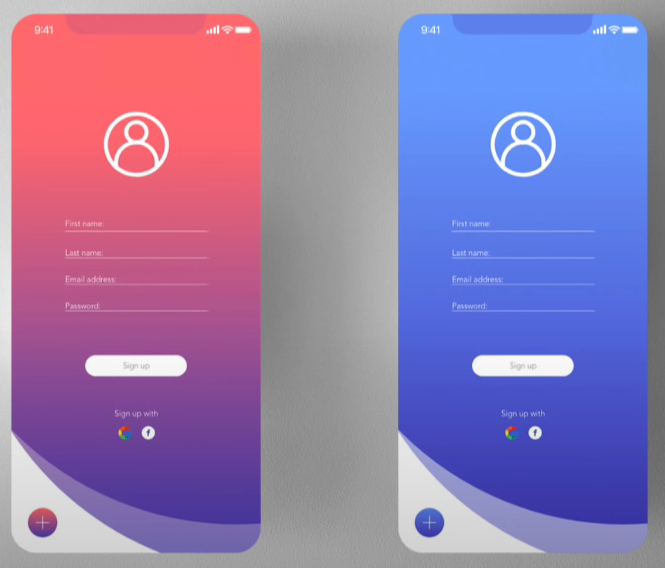 9:41
First name:
Last name:
Email address:
Password:
Sign up
Sign up with
G f
9:41
First name:
Last name:
Email address:
Password:
Sign up
Sign up with
G f